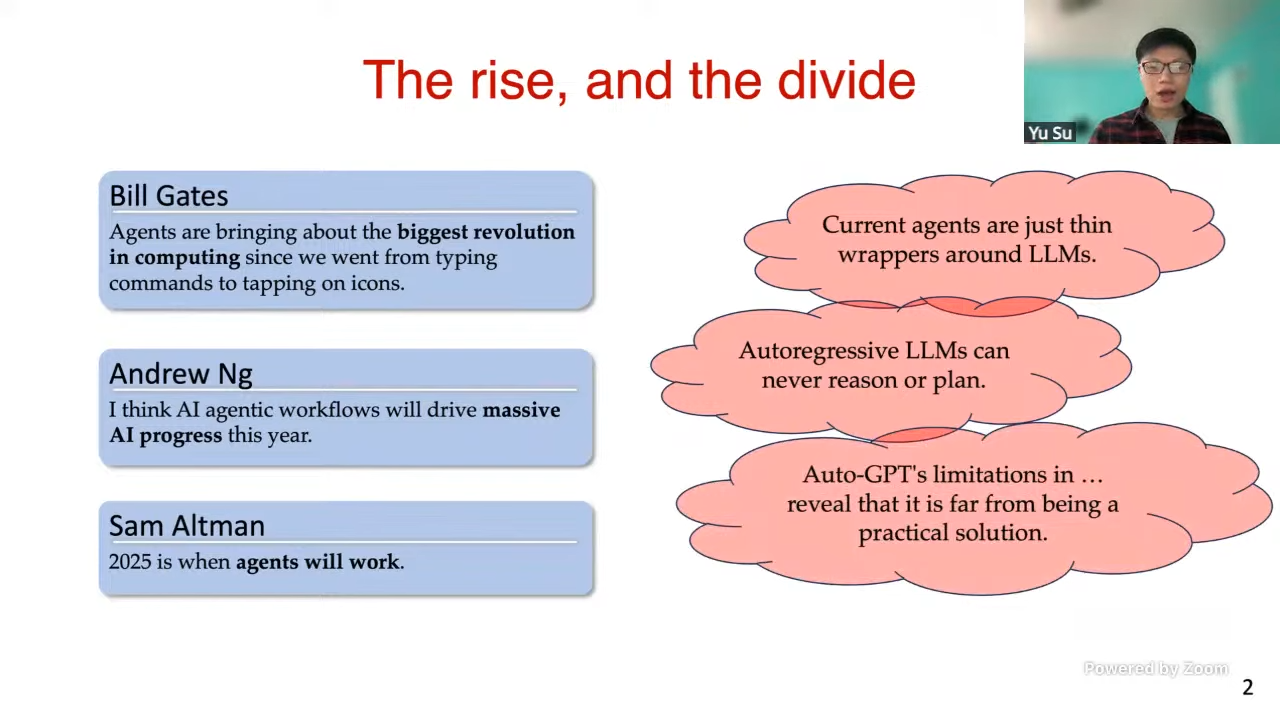 The rise, and the divide
Yu Su
Bill Gates
Agents are bringing about the biggest revolution
in computing since we went from typing
commands to tapping on icons.
Andrew Ng
I think AI agentic workflows will drive massive
AI progress this year.
Sam Altman
2025 is when agents will work.
Current agents are just thin
wrappers around LLMs.
Autoregressive LLMs can
never reason or plan.
Auto-GPT's limitations in …
reveal that it is far from being a
practical solution.
Powered by Zoom
2